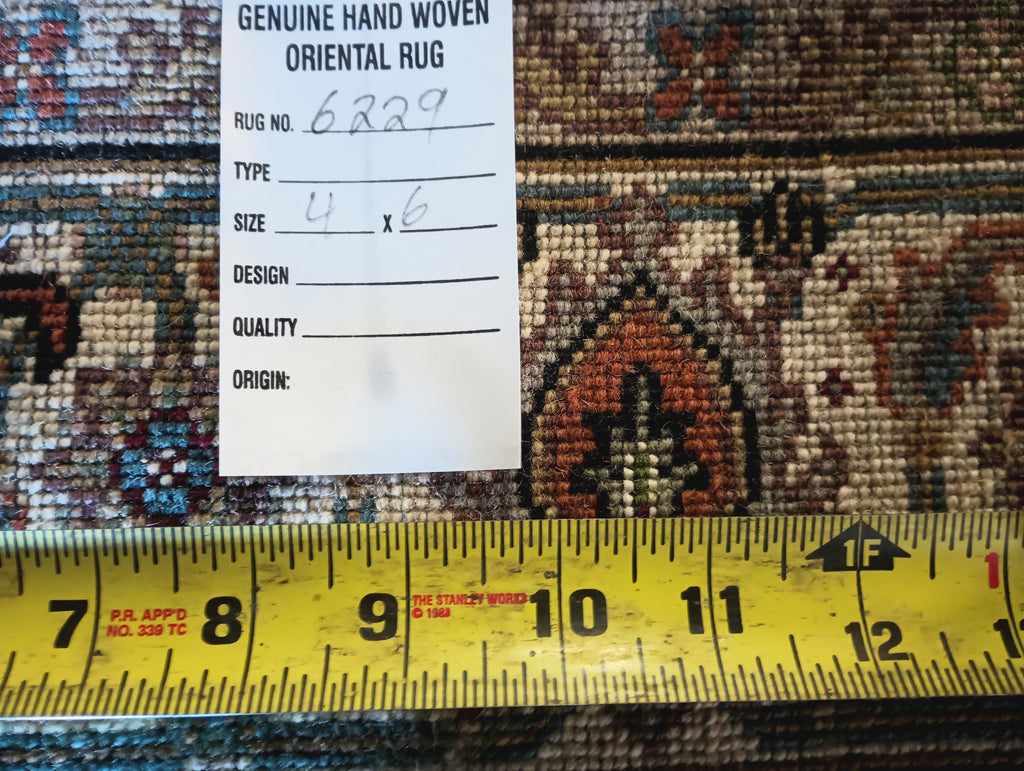 GENUINE HAND WOVEN
ORIENTAL RUG
RUG NO. 6229
TYPE
SIZE 4 X 6
DESIGN
QUALITY
ORIGIN:
1F
1
7 8 9 10 11 12
P.R. APP'D
NO. 339 TC
THE STANLEY WORKS
© 1989